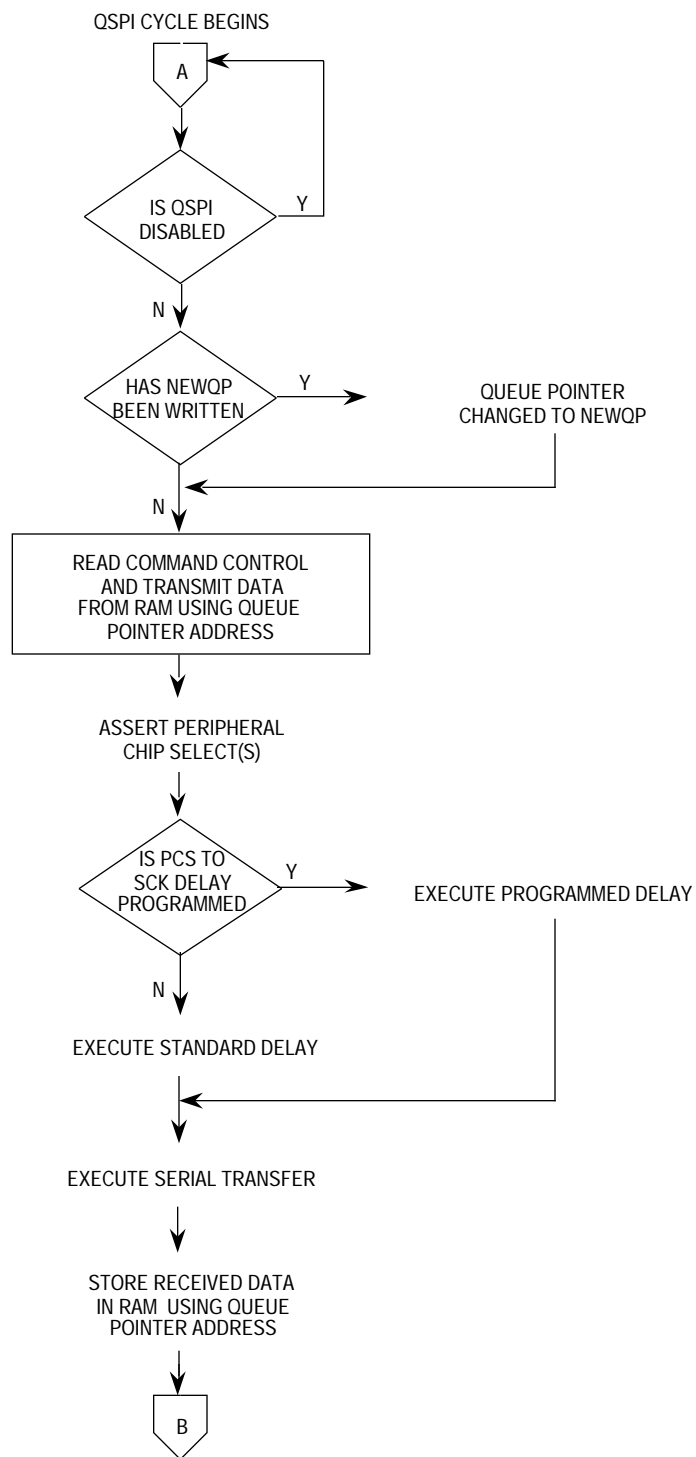 QSPI CYCLE BEGINS
A
IS QSPI
DISABLED
Y
N
HAS NEWQP
BEEN WRITTEN
Y
QUEUE POINTER
CHANGED TO NEWQP
N
READ COMMAND CONTROL
AND TRANSMIT DATA
FROM RAM USING QUEUE
POINTER ADDRESS
ASSERT PERIPHERAL
CHIP SELECT(S)
IS PCS TO
SCK DELAY
PROGRAMMED
Y
EXECUTE PROGRAMMED DELAY
N
EXECUTE STANDARD DELAY
EXECUTE SERIAL TRANSFER
STORE RECEIVED DATA
IN RAM USING QUEUE
POINTER ADDRESS
B